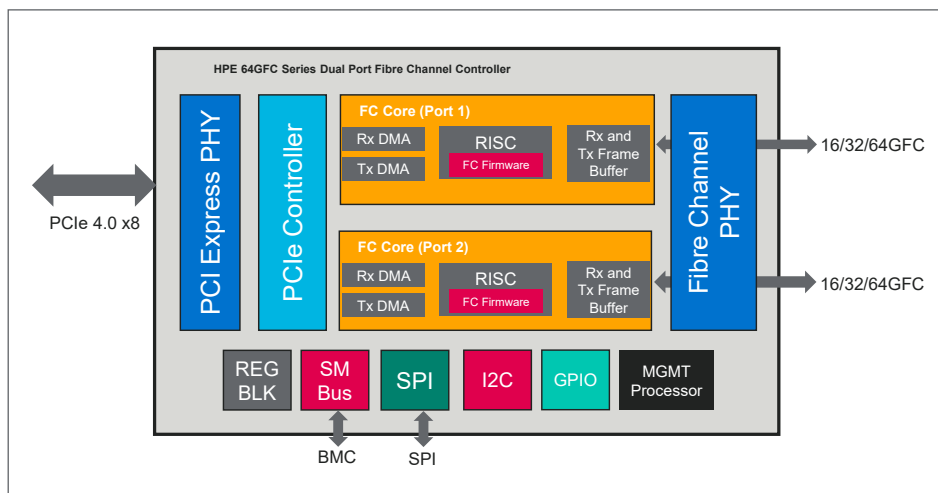 HPE 64GFC Series Dual Port Fibre Channel Controller
PCI Express PHY
PCIe Controller
FC Core (Port 1)
Rx DMA
Tx DMA
RISC
FC Firmware
Rx and
Tx Frame
Buffer
Fibre Channel
PHY
16/32/64GFC
PCIe 4.0 x8
FC Core (Port 2)
Rx DMA
Tx DMA
RISC
FC Firmware
Rx and
Tx Frame
Buffer
16/32/64GFC
REG
BLK
SM
Bus
SPI
I2C
GPIO
MGMT
Processor
BMC
SPI